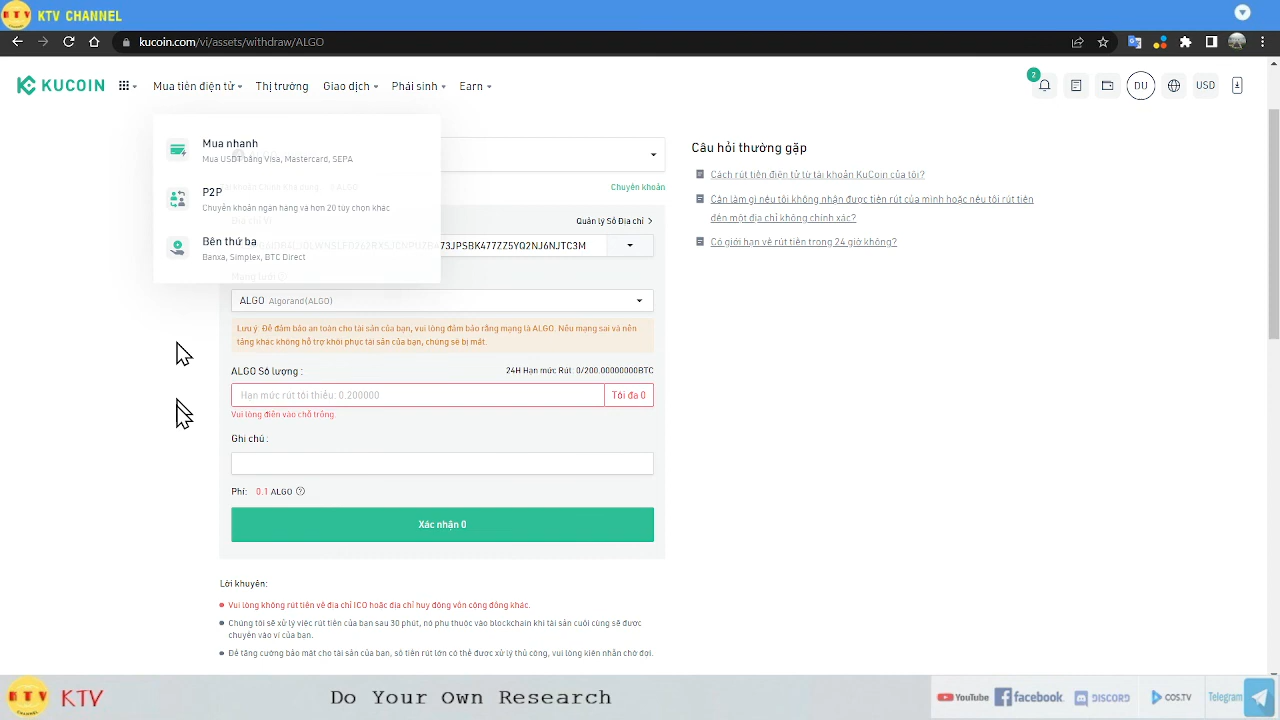 KTV CHANNEL
kucoin.com/vi/assets/withdraw/ALGO
KUCOIN
Mua tiền điện tử
Thị trường
Giao dịch
Phái sinh
Earn
2
DU
USD
Mua nhanh
Mua USDT bằng Visa, Mastercard, SEPA
P2P
Chuyển khoản ngân hàng và hơn 20 tùy chọn khác
Bên thứ ba
Banxa, Simplex, BTC Direct
Chuyển khoản
Quản lý Sổ Địa chỉ
73JPSBK477ZZ5YQ2NJ6NJTC3M
Mạng lưới
ALGO Algorand(ALGO)
Lưu ý: Để đảm bảo an toàn cho tài sản của bạn, vui lòng đảm bảo rằng mạng là ALGO. Nếu mạng sai và nền
tảng khác không hỗ trợ khôi phục tài sản của bạn, chúng sẽ bị mất.
ALGO Số lượng :
24H Hạn mức Rút: 0/200.00000000BTC
Hạn mức rút tối thiểu: 0.200000
Tối đa 0
Vui lòng điền vào chỗ trống.
Ghi chú :
Phí: 0.1 ALGO
Xác nhận 0
Lời khuyên:
Vui lòng không rút tiền về địa chỉ ICO hoặc địa chỉ huy động vốn cộng đồng khác.
Chúng tôi sẽ xử lý việc rút tiền của bạn sau 30 phút, nó phụ thuộc vào blockchain khi tài sản cuối cùng sẽ được
chuyển vào ví của bạn.
Để tăng cường bảo mật cho tài sản của bạn, số tiền rút lớn có thể được xử lý thủ công, vui lòng kiên nhẫn chờ đợi.
Câu hỏi thường gặp
Cách rút tiền điện tử từ tài khoản KuCoin của tôi?
Cần làm gì nếu tôi không nhận được tiền rút của mình hoặc nếu tôi rút tiền
đến một địa chỉ không chính xác?
Có giới hạn về rút tiền trong 24 giờ không?
KTV
CHANNEL
KTV
Do Your Own Research
YouTube
facebook
DISCORD
COS.TV
Telegram